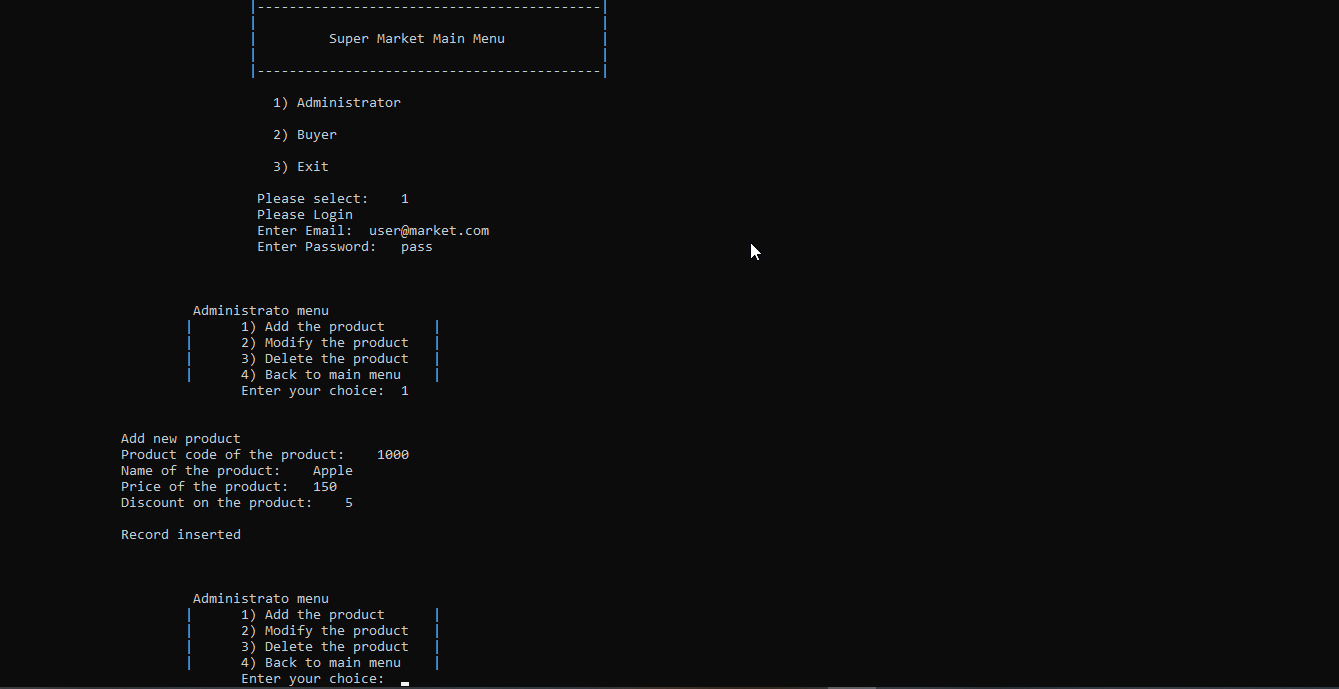 |-------------------------------------------|
|                                           |
|         Super Market Main Menu            |
|                                           |
|-------------------------------------------|
1) Administrator
2) Buyer
3) Exit
Please select:    1
Please Login
Enter Email:  user@market.com
Enter Password:   pass
Administrato menu
|      1) Add the product      |
|      2) Modify the product   |
|      3) Delete the product   |
|      4) Back to main menu    |
Enter your choice:  1
Add new product
Product code of the product:    1000
Name of the product:    Apple
Price of the product:   150
Discount on the product:    5
Record inserted
Administrato menu
|      1) Add the product      |
|      2) Modify the product   |
|      3) Delete the product   |
|      4) Back to main menu    |
Enter your choice: